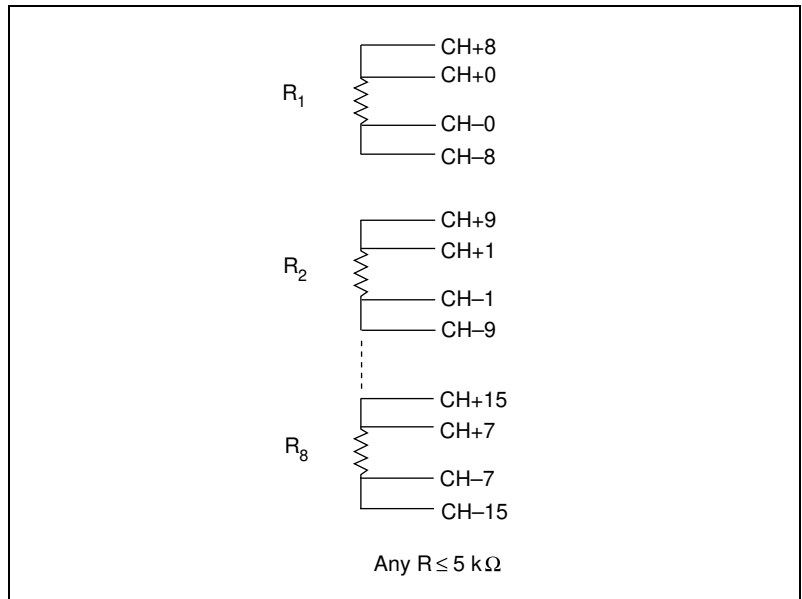 CH+8
CH+0
R1
CH–0
CH–8
CH+9
CH+1
R2
CH–1
CH–9
CH+15
CH+7
R8
CH–7
CH–15
Any R ≤ 5 kΩ